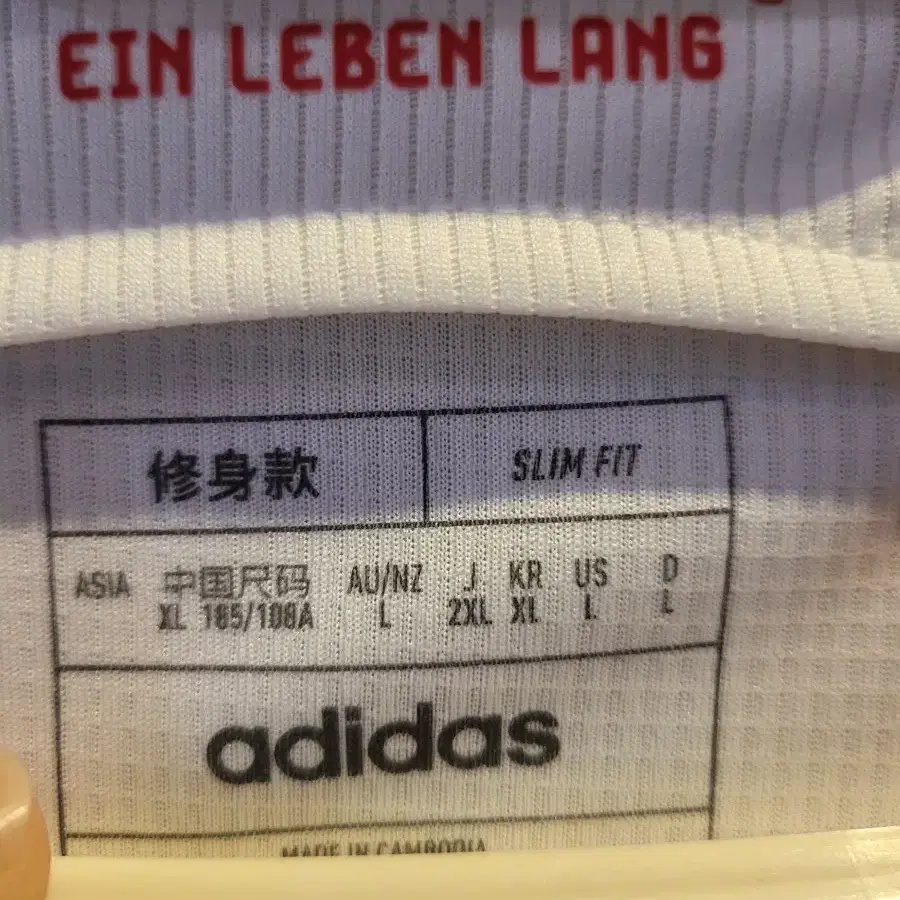 EIN LEBEN LANG
修身款 SLIM FIT
ASIA 中国尺码 AU/NZ J KR US D
XL 185/108A L 2XL XL L L
adidas
MADE IN CAMBODIA